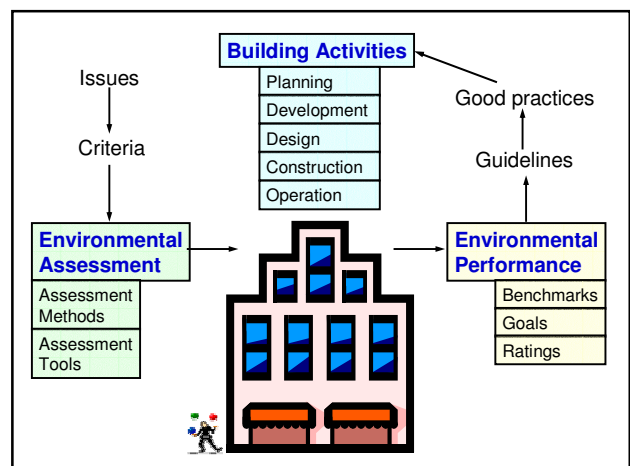 Building Activities
Planning
Development
Design
Construction
Operation
Issues
Criteria
Environmental
Assessment
Assessment
Methods
Assessment
Tools
Good practices
Guidelines
Environmental
Performance
Benchmarks
Goals
Ratings